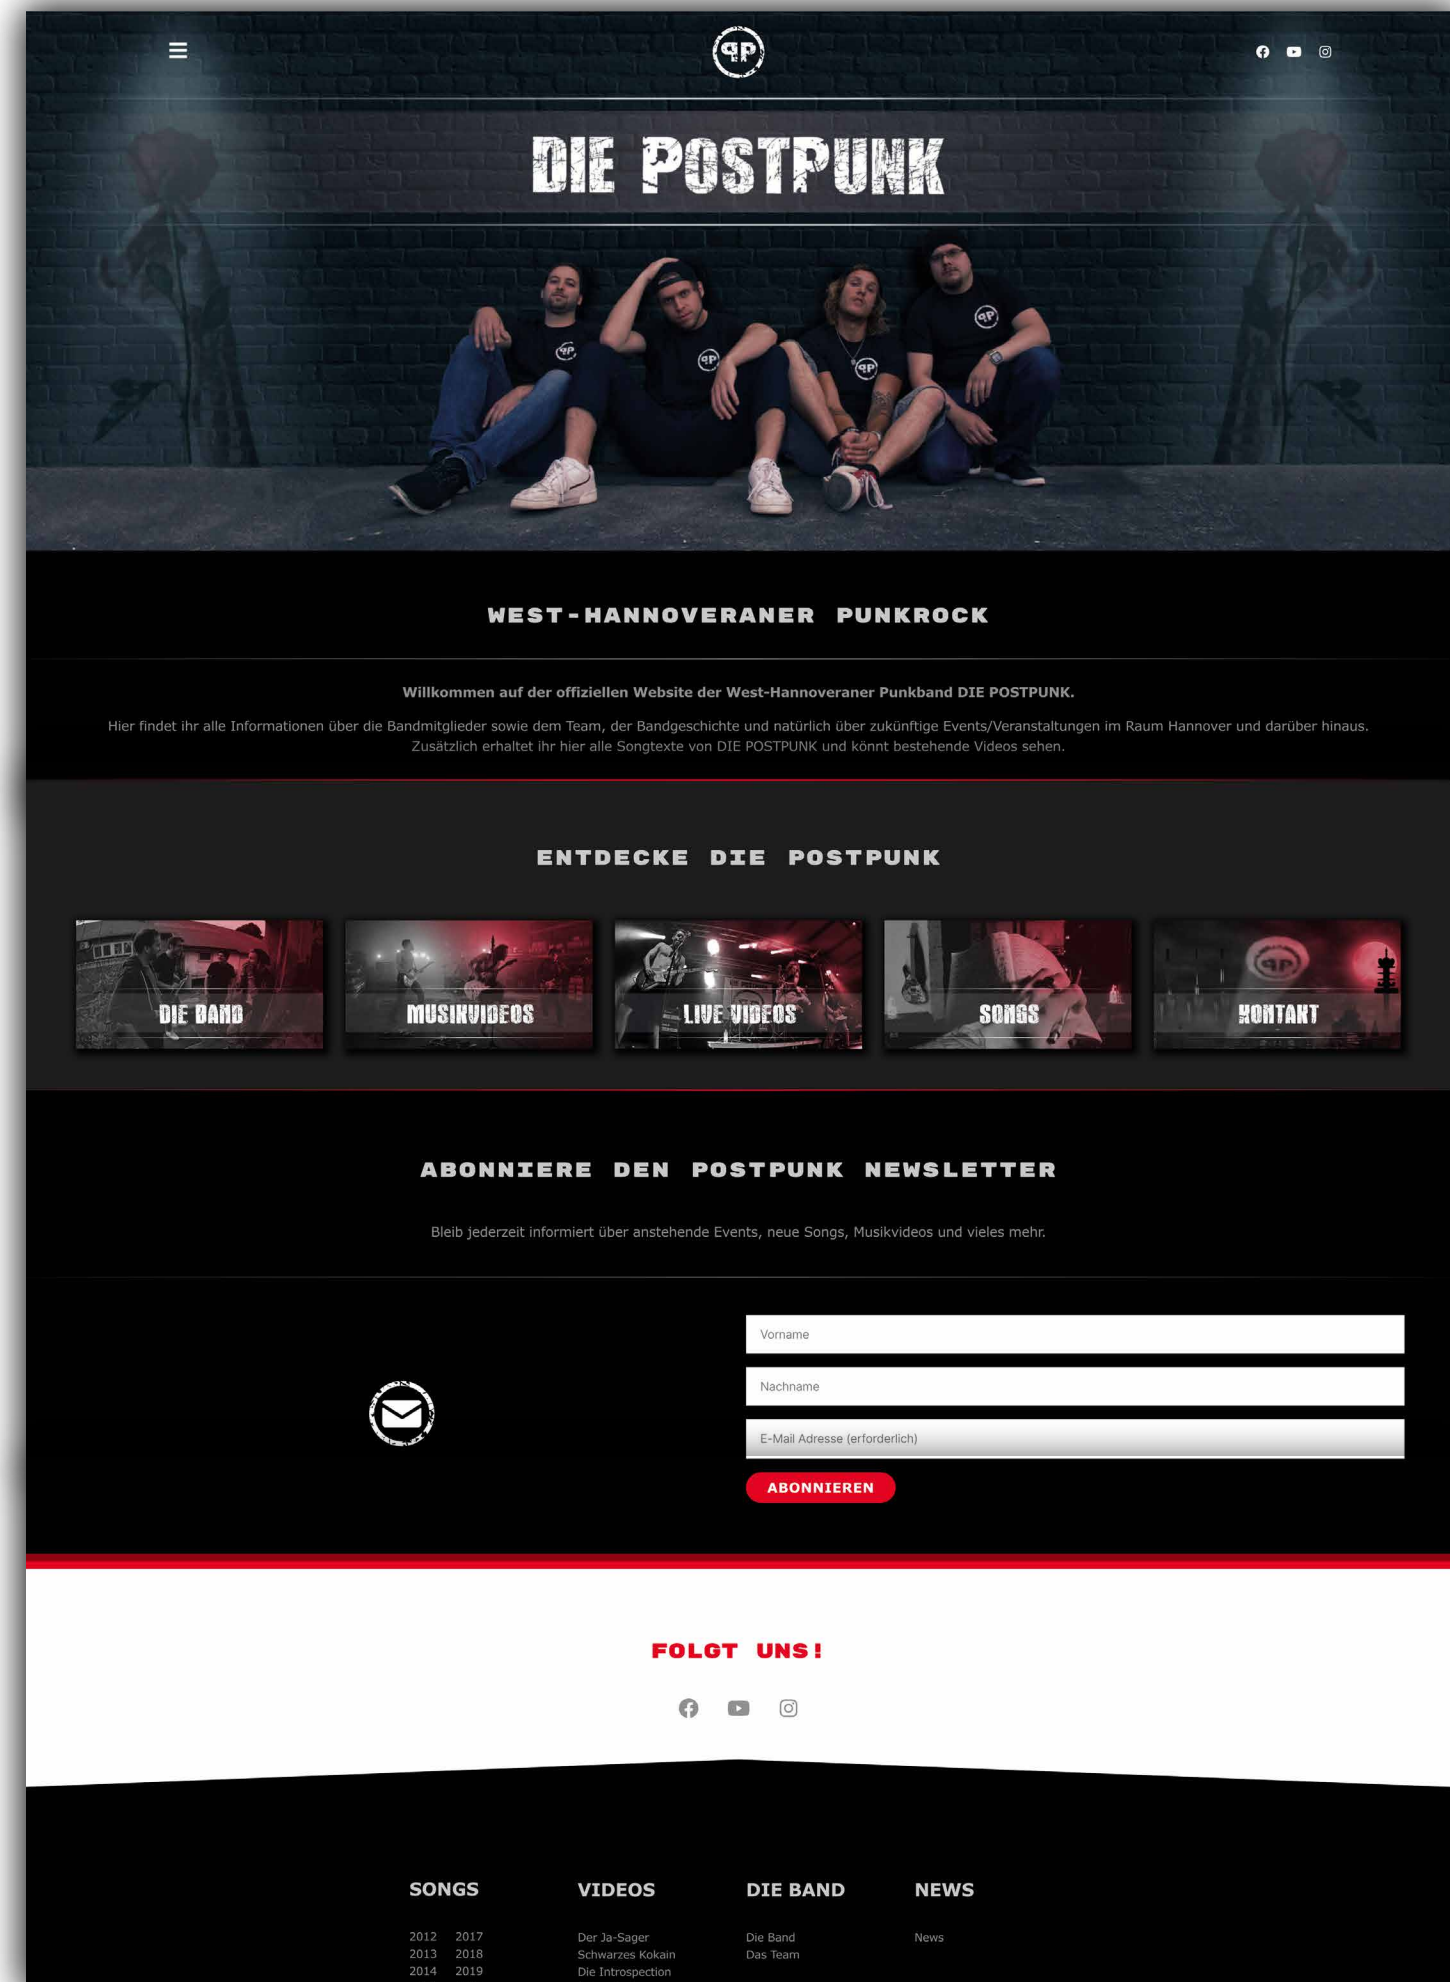 DIE POSTPUNK
WEST-HANNOVERANER PUNKROCK
Willkommen auf der offiziellen Website der West-Hannoveraner Punkband DIE POSTPUNK.
Hier findet ihr alle Informationen über die Bandmitglieder sowie dem Team, der Bandgeschichte und natürlich über zukünftige Events/Veranstaltungen im Raum Hannover und darüber hinaus.
Zusätzlich erhaltet ihr hier alle Songtexte von DIE POSTPUNK und könnt bestehende Videos sehen.
ENTDECKE DIE POSTPUNK
DIE BAND
MUSIKVIDEOS
LIVE VIDEOS
SONGS
KONTAKT
ABONNIERE DEN POSTPUNK NEWSLETTER
Bleib jederzeit informiert über anstehende Events, neue Songs, Musikvideos und vieles mehr.
Vorname
Nachname
E-Mail Adresse (erforderlich)
ABONNIEREN
FOLGT UNS!
SONGS
2012 2017
2013 2018
2014 2019
VIDEOS
Der Ja-Sager
Schwarzes Kokain
Die Introspection
DIE BAND
Die Band
Das Team
NEWS
News